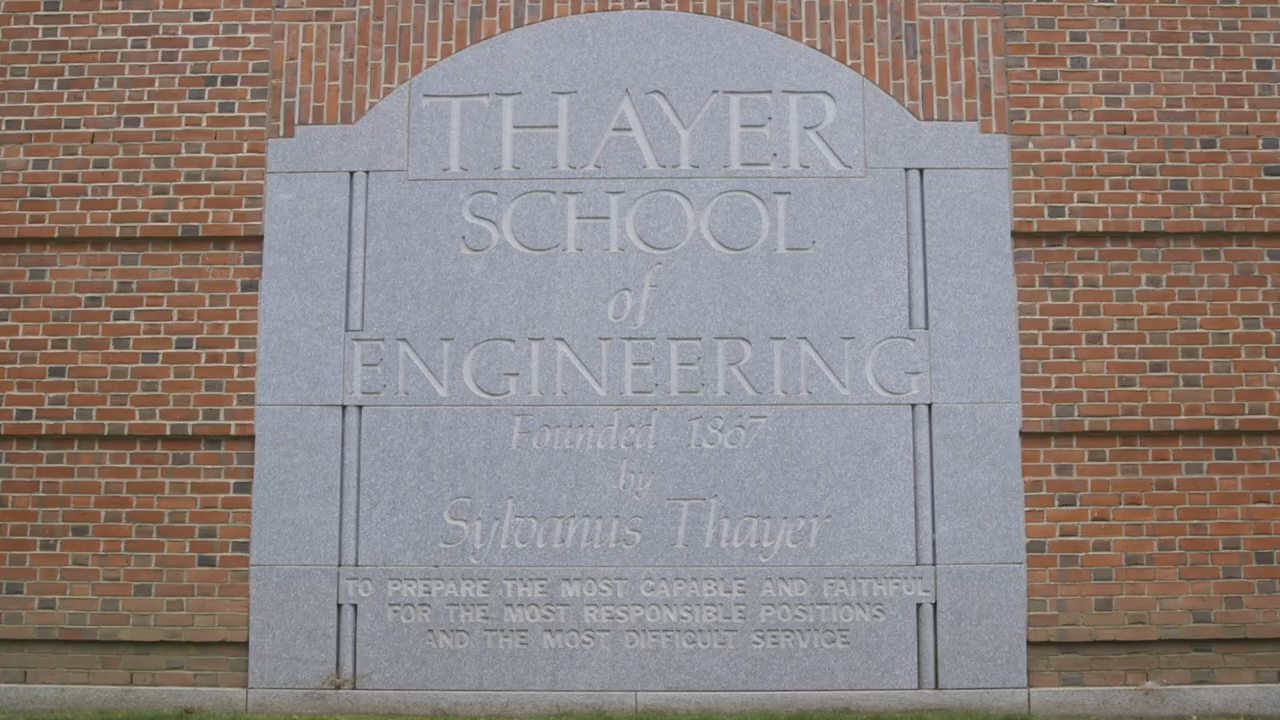 THAYER
SCHOOL
of
ENGINEERING
Founded 1867
by
Sylvanus Thayer
TO PREPARE THE MOST CAPABLE AND FAITHFUL
FOR THE MOST RESPONSIBLE POSITIONS
AND THE MOST DIFFICULT SERVICE